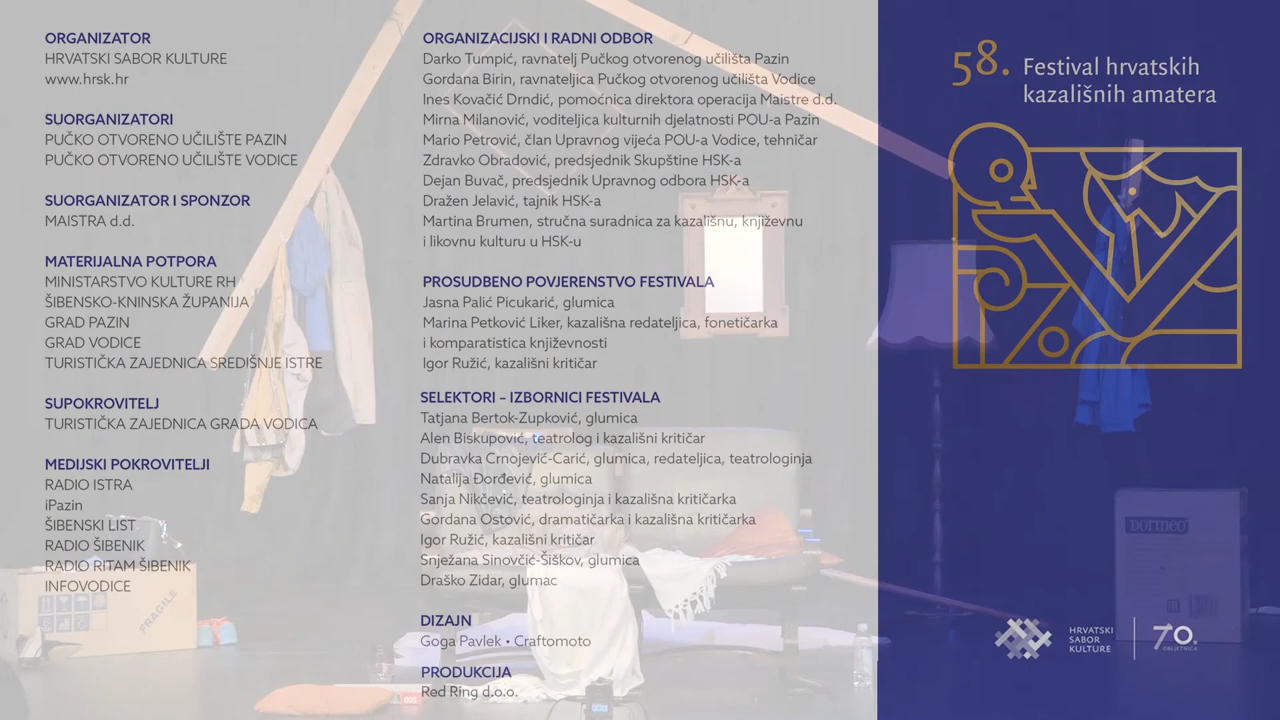 ORGANIZATOR
HRVATSKI SABOR KULTURE
www.hrsk.hr
SUORGANIZATORI
PUČKO OTVORENO UČILIŠTE PAZIN
PUČKO OTVORENO UČILIŠTE VODICE
SUORGANIZATOR I SPONZOR
MAISTRA d.d.
MATERIJALNA POTPORA
MINISTARSTVO KULTURE RH
ŠIBENSKO-KNINSKA ŽUPANIJA
GRAD PAZIN
GRAD VODICE
TURISTIČKA ZAJEDNICA SREDIŠNJE ISTRE
SUPOKROVITELJ
TURISTIČKA ZAJEDNICA GRADA VODICA
MEDIJSKI POKROVITELJI
RADIO ISTRA
iPazin
ŠIBENSKI LIST
RADIO ŠIBENIK
RADIO RITAM ŠIBENIK
INFOVODICE
FRAGILE
ORGANIZACIJSKI I RADNI ODBOR
Darko Tumpić, ravnatelj Pučkog otvorenog učilišta Pazin
Gordana Birin, ravnateljica Pučkog otvorenog učilišta Vodice
Ines Kovačić Drndić, pomoćnica direktora operacija Maistre d.d.
Mirna Milanović, voditeljica kulturnih djelatnosti POU-a Pazin
Mario Petrović, član Upravnog vijeća POU-a Vodice, tehničar
Zdravko Obradović, predsjednik Skupštine HSK-a
Dejan Buvač, predsjednik Upravnog odbora HSK-a
Dražen Jelavić, tajnik HSK-a
Martina Brumen, stručna suradnica za kazališnu, književnu
i likovnu kulturu u HSK-u
PROSUDBENO POVJERENSTVO FESTIVALA
Jasna Palić Picukarić, glumica
Marina Petković Liker, kazališna redateljica, fonetičarka
i komparatistica književnosti
Igor Ružić, kazališni kritičar
SELEKTORI – IZBORNICI FESTIVALA
Tatjana Bertok-Zupković, glumica
Alen Biskupović, teatrolog i kazališni kritičar
Dubravka Crnojević-Carić, glumica, redateljica, teatrologinja
Natalija Đorđević, glumica
Sanja Nikčević, teatrologinja i kazališna kritičarka
Gordana Ostović, dramatičarka i kazališna kritičarka
Igor Ružić, kazališni kritičar
Snježana Sinovčić-Šiškov, glumica
Draško Zidar, glumac
DIZAJN
Goga Pavlek • Craftomoto
PRODUKCIJA
Red Ring d.o.o.
58. Festival hrvatskih
kazališnih amatera
DORMEO
HRVATSKI
SABOR
KULTURE
70.
OBLJETNICA